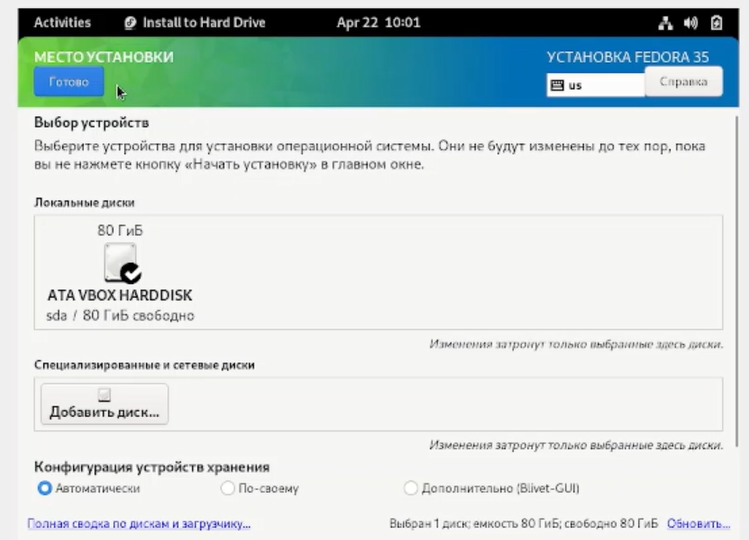 Activities Install to Hard Drive Apr 22 10:01
МЕСТО УСТАНОВКИ УСТАНОВКА FEDORA 35
Готово us Справка
Выбор устройств
Выберите устройства для установки операционной системы. Они не будут изменены до тех пор, пока
вы не нажмете кнопку «Начать установку» в главном окне.
Локальные диски
80 ГиБ
ATA VBOX HARDDISK
sda / 80 ГиБ свободно
Изменения затронут только выбранные здесь диски.
Специализированные и сетевые диски
Добавить диск...
Изменения затронут только выбранные здесь диски.
Конфигурация устройств хранения
Автоматически По-своему Дополнительно (Blivet-GUI)
Полная сводка по дискам и загрузчику... Выбран 1 диск; емкость 80 ГиБ; свободно 80 ГиБ Обновить...